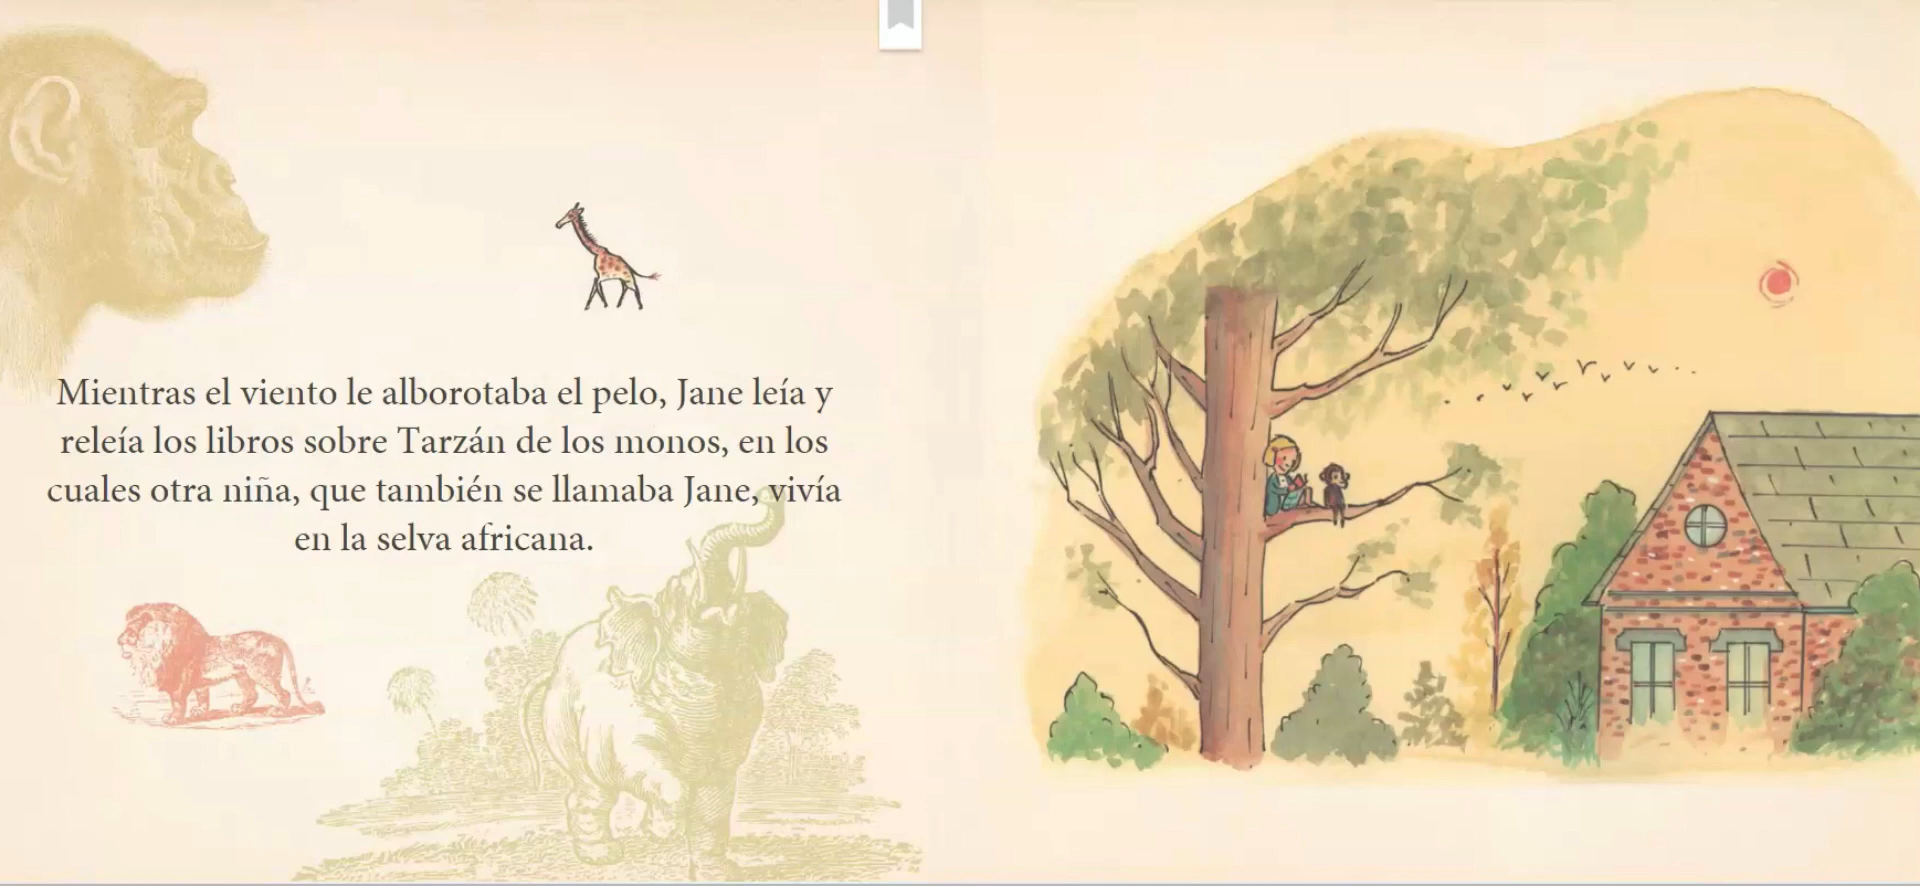 Mientras el viento le alborotaba el pelo, Jane leía y
releía los libros sobre Tarzán de los monos, en los
cuales otra niña, que también se llamaba Jane, vivía
en la selva africana.